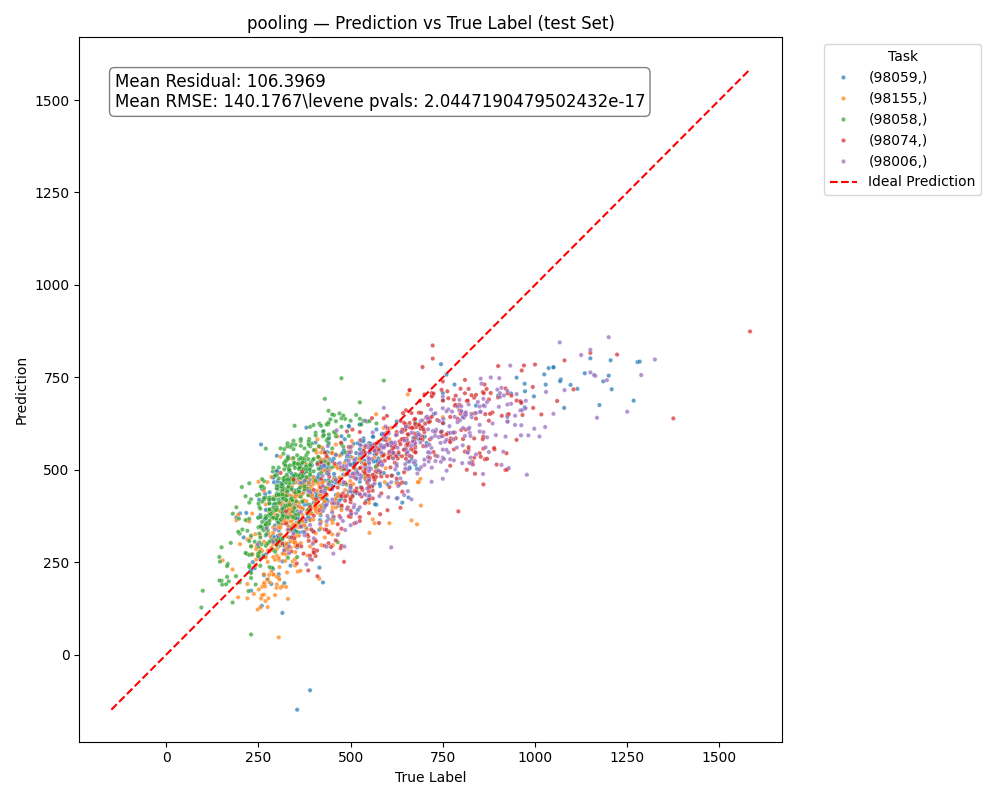 pooling — Prediction vs True Label (test Set)
Mean Residual: 106.3969
Mean RMSE: 140.1767\levene pvals: 2.0447190479502432e-17
Task
(98059,)
(98155,)
(98058,)
(98074,)
(98006,)
Ideal Prediction
Prediction
1500
1250
1000
750
500
250
0
0
250
500
750
1000
1250
1500
True Label